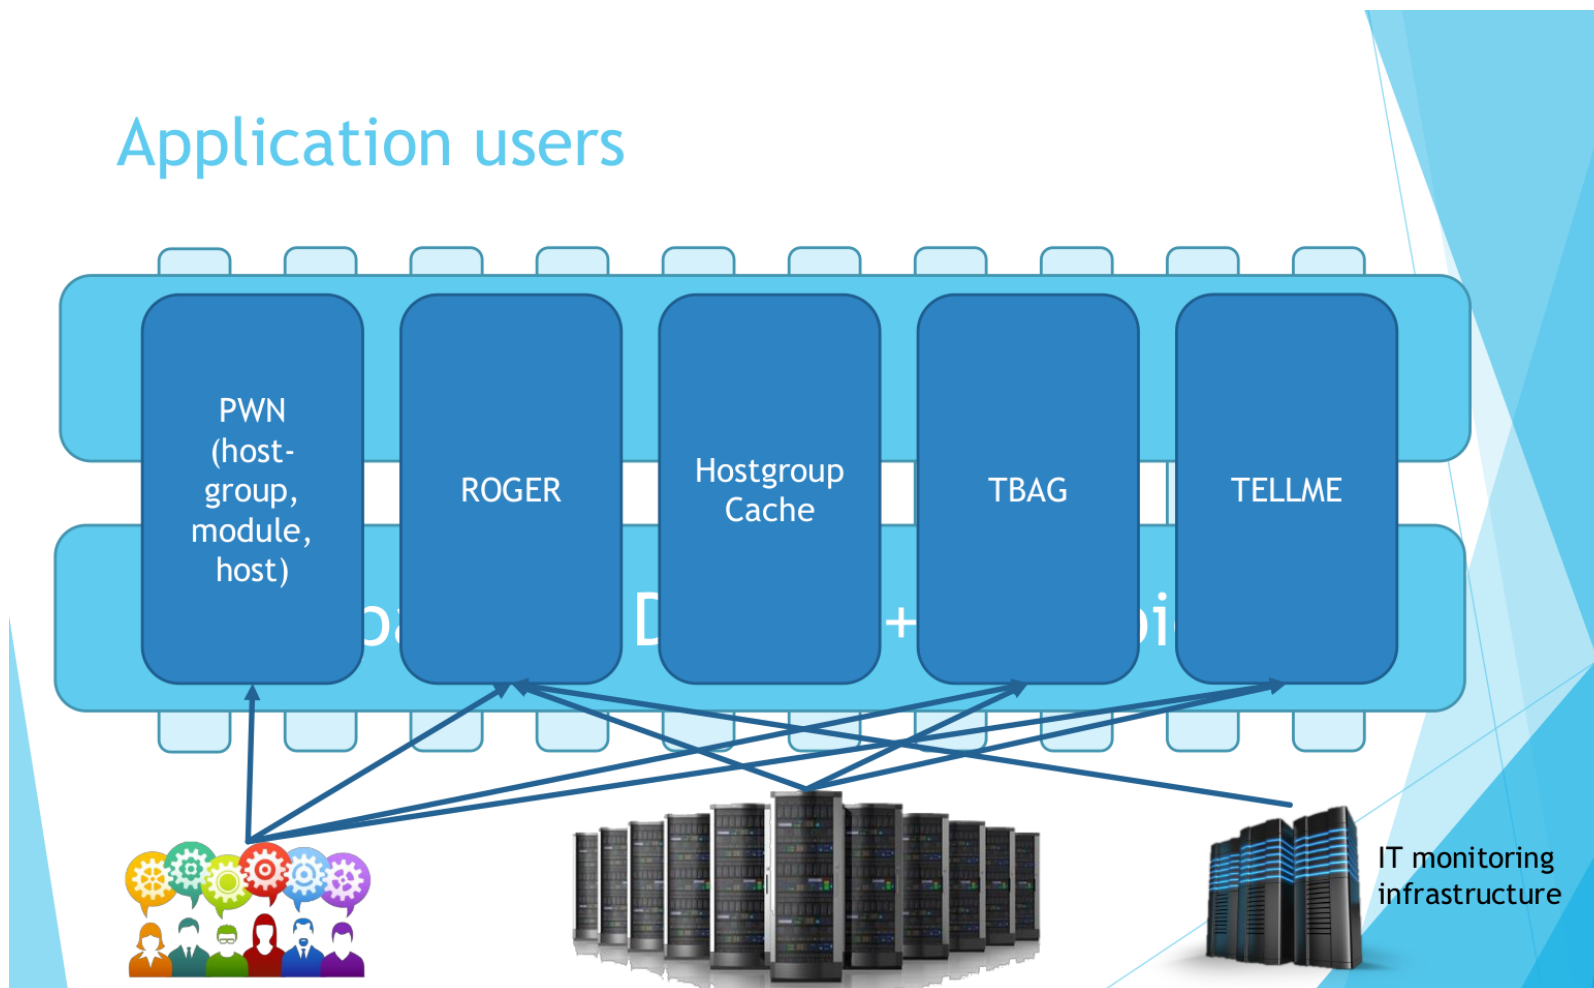 Application users
PWN
(host-
group,
module,
host)
ROGER
Hostgroup
Cache
TBAG
TELLME
+
IT monitoring
infrastructure